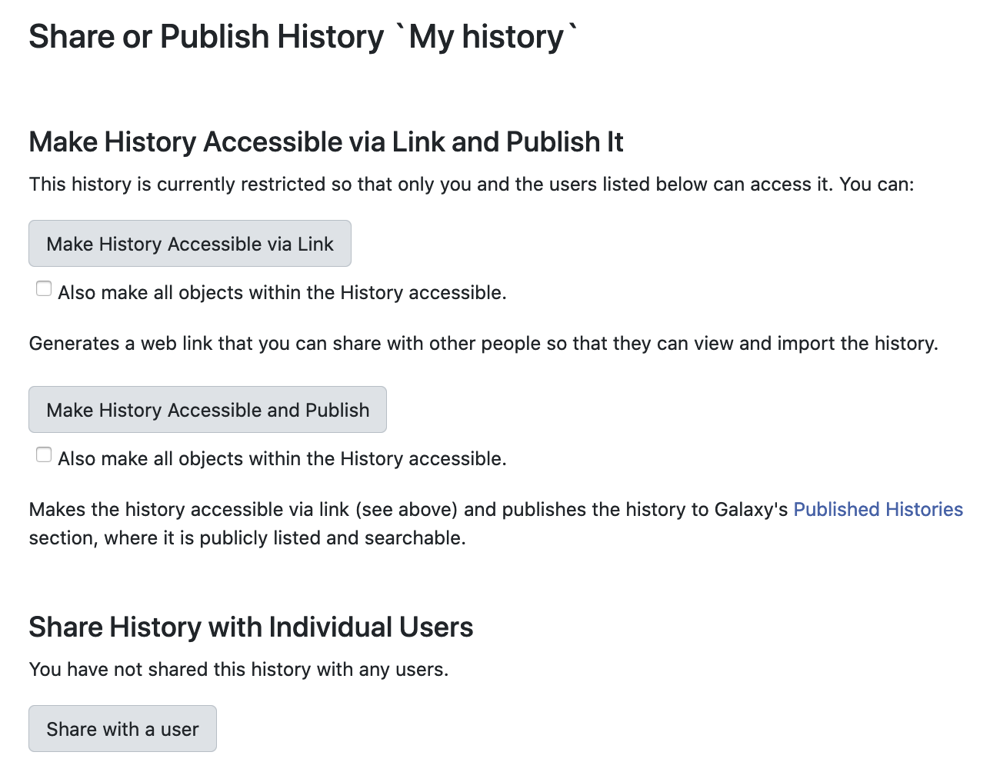 Share or Publish History `My history`
Make History Accessible via Link and Publish It
This history is currently restricted so that only you and the users listed below can access it. You can:
Make History Accessible via Link
Also make all objects within the History accessible.
Generates a web link that you can share with other people so that they can view and import the history.
Make History Accessible and Publish
Also make all objects within the History accessible.
Makes the history accessible via link (see above) and publishes the history to Galaxy's Published Histories
section, where it is publicly listed and searchable.
Share History with Individual Users
You have not shared this history with any users.
Share with a user